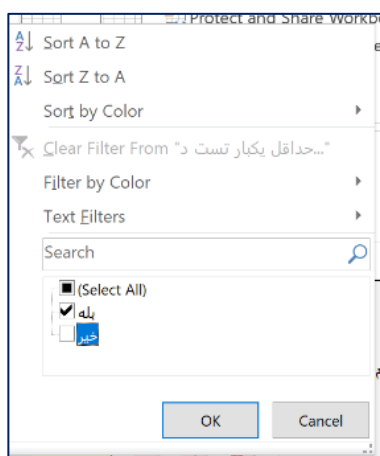 Protect and Share Workbo
Sort A to Z
Sort Z to A
Sort by Color
Clear Filter From "حداقل یکبار تست د..."
Filter by Color
Text Filters
Search
(Select All)
بله
خیر
OK
Cancel